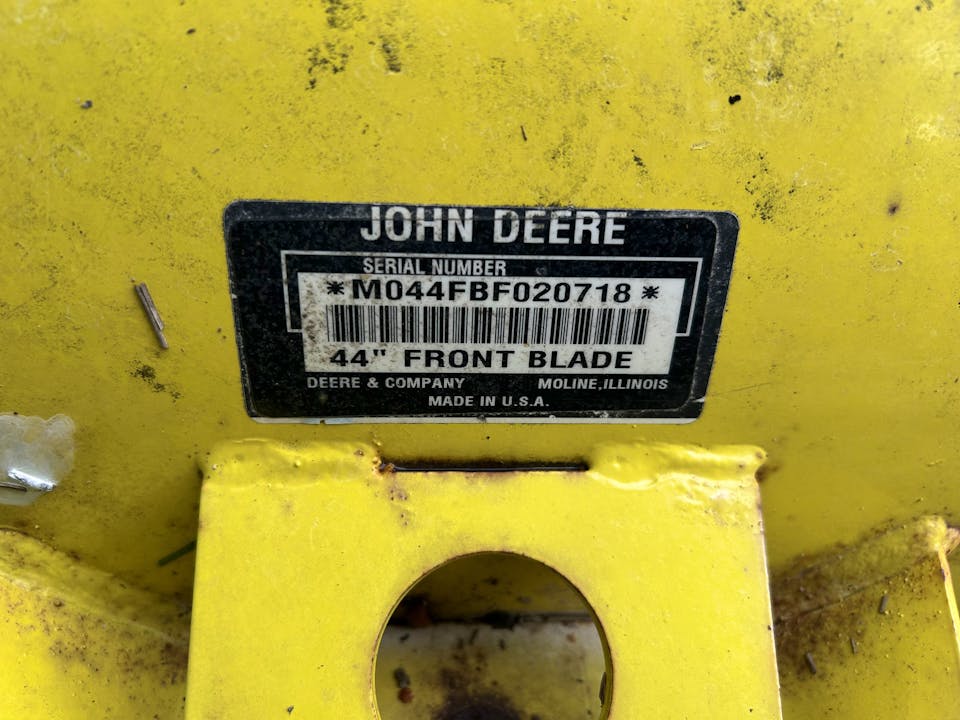 JOHN DEERE
SERIAL NUMBER
*M044FBF020718*
44" FRONT BLADE
DEERE & COMPANY MOLINE, ILLINOIS
MADE IN U.S.A.